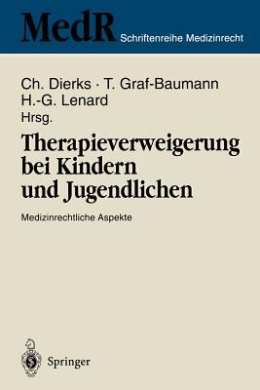 MedR Schriftenreihe Medizinrecht
Ch. Dierks · T. Graf-Baumann
H.-G. Lenard
Hrsg.
Therapieverweigerung
bei Kindern
und Jugendlichen
Medizinrechtliche Aspekte
Springer